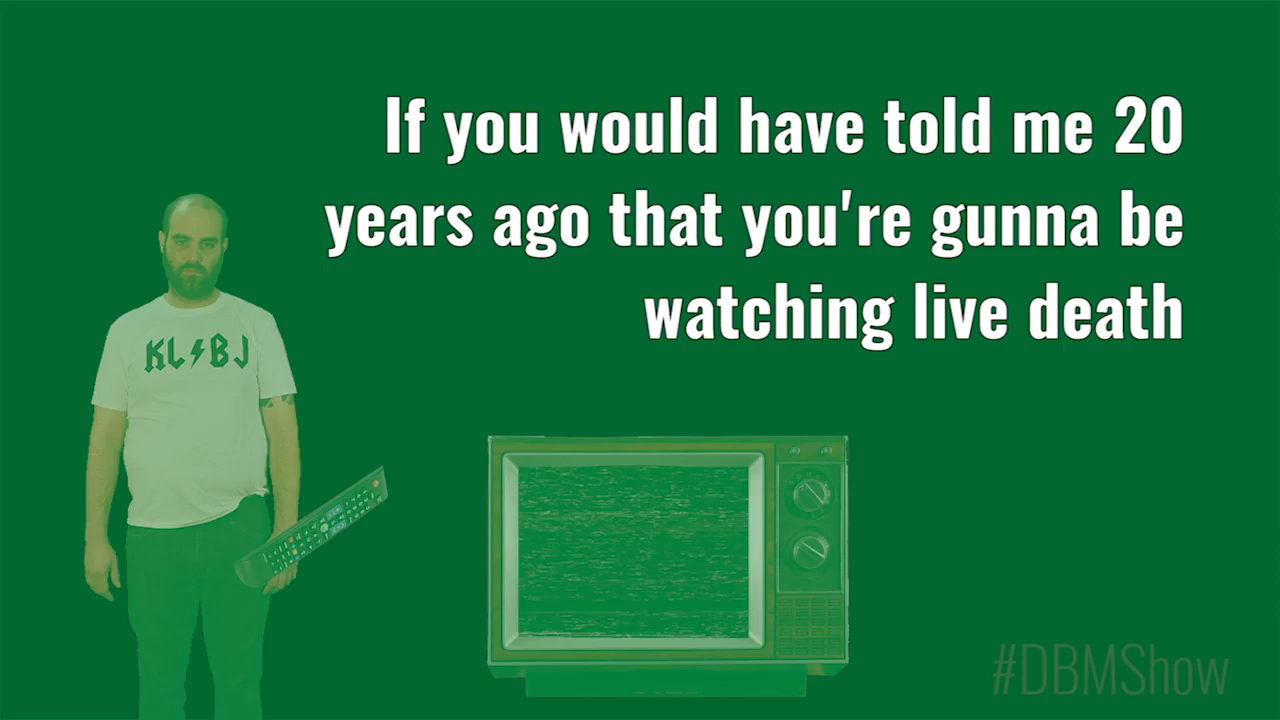 If you would have told me 20
years ago that you're gunna be
watching live death
KL⚡BJ
#DBMShow